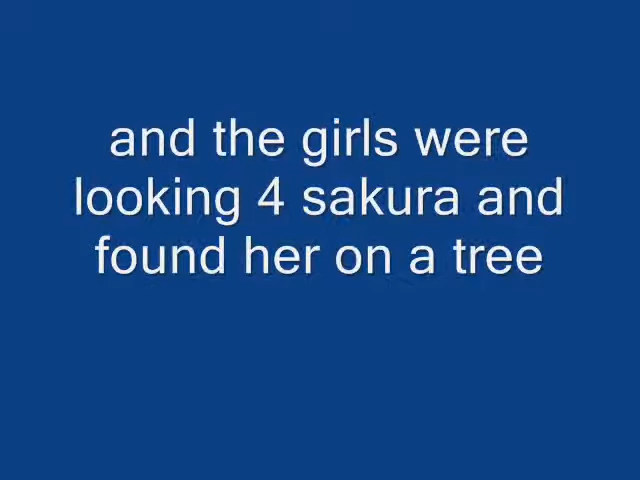 and the girls were
looking 4 sakura and
found her on a tree